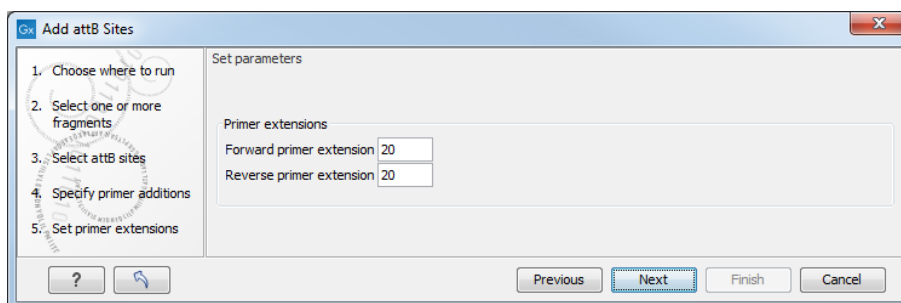 Gx Add attB Sites
1. Choose where to run
2. Select one or more
fragments
3. Select attB sites
4. Specify primer additions
5. Set primer extensions
Set parameters
Primer extensions
Forward primer extension 20
Reverse primer extension 20
?
Previous
Next
Finish
Cancel